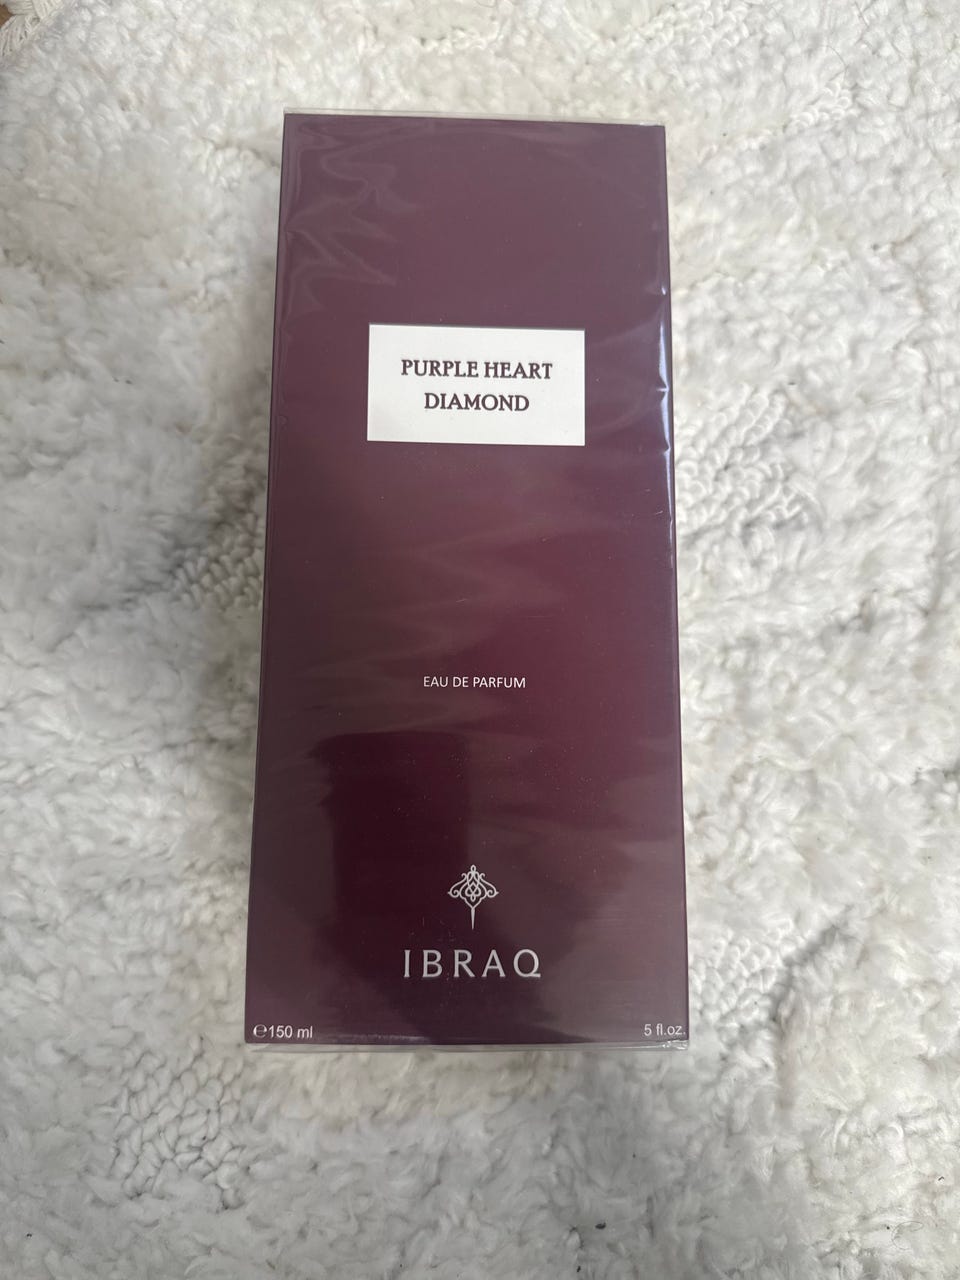 PURPLE HEART
DIAMOND
EAU DE PARFUM
IBRAQ
℮150 ml
5 fl.oz.